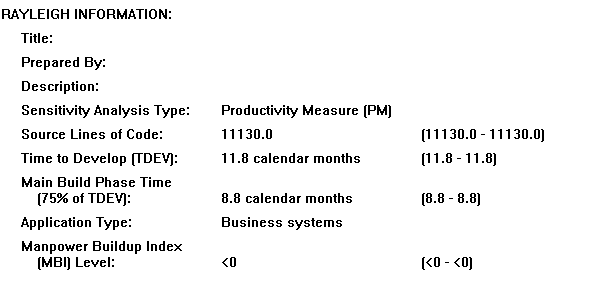 RAYLEIGH INFORMATION:
Title:
Prepared By:
Description:
Sensitivity Analysis Type: Productivity Measure (PM)
Source Lines of Code: 11130.0 (11130.0 - 11130.0)
Time to Develop (TDEV): 11.8 calendar months (11.8 - 11.8)
Main Build Phase Time
(75% of TDEV): 8.8 calendar months (8.8 - 8.8)
Application Type: Business systems
Manpower Buildup Index
(MBI) Level: <0 (<0 - <0)